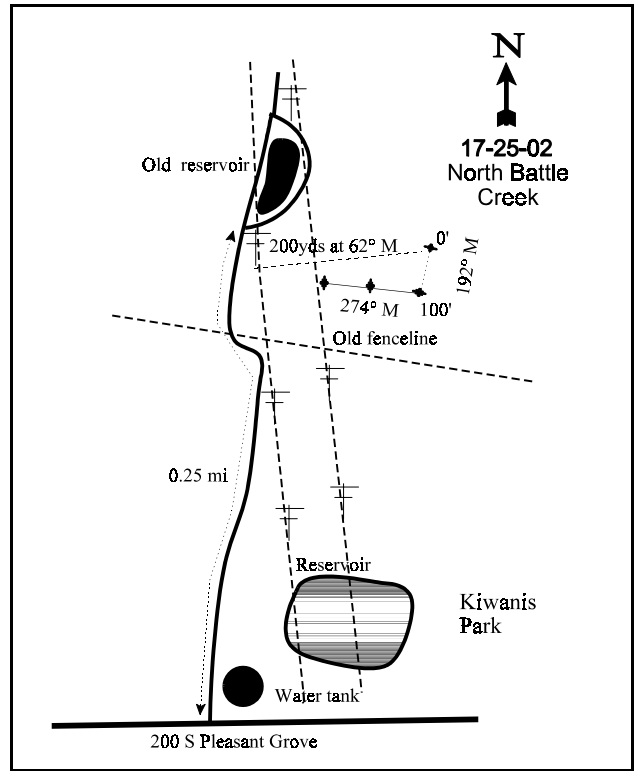 N
17-25-02
North Battle
Creek
Old reservoir
200yds at 62° M
0'
192° M
274° M
100'
Old fenceline
0.25 mi
Reservoir
Kiwanis
Park
Water tank
200 S Pleasant Grove